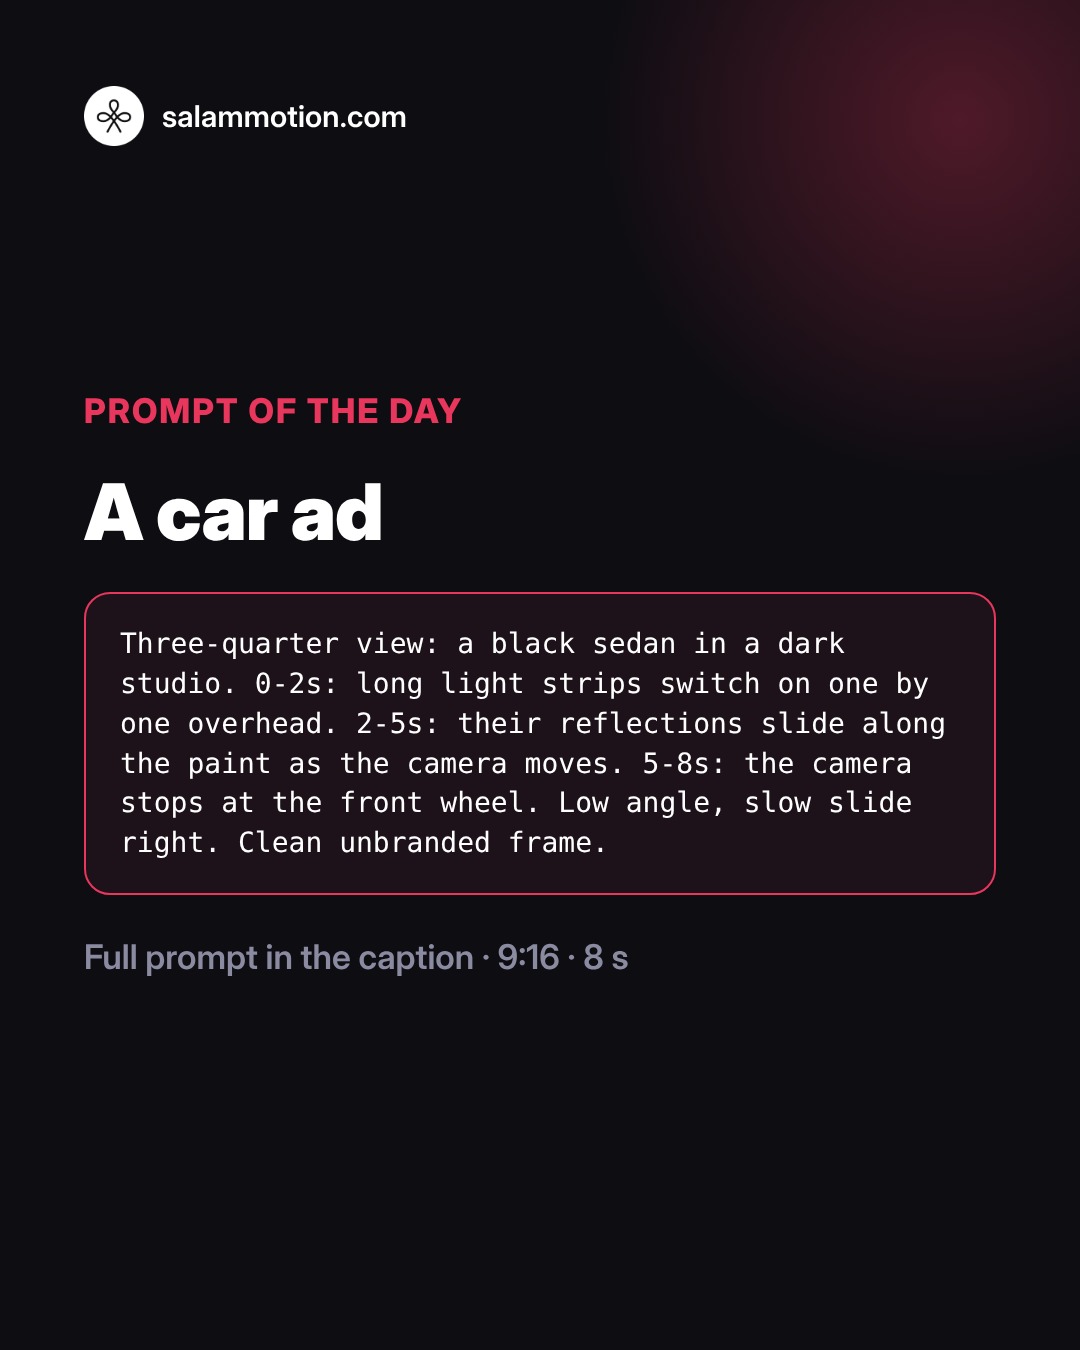 salammotion.com
PROMPT OF THE DAY
A car ad
Three-quarter view: a black sedan in a dark
studio. 0-2s: long light strips switch on one by
one overhead. 2-5s: their reflections slide along
the paint as the camera moves. 5-8s: the camera
stops at the front wheel. Low angle, slow slide
right. Clean unbranded frame.
Full prompt in the caption · 9:16 · 8 s